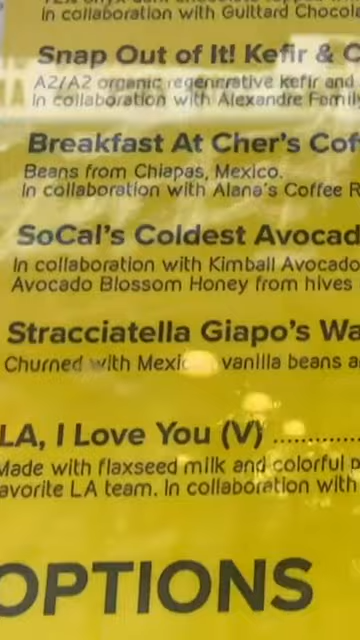 in collaboration with Guittard Chocola
Snap Out of It! Kefir & C
A2/A2 organic regenerative kefir and
In collaboration with Alexandre Family
Breakfast At Cher's Cof
Beans from Chiapas, Mexico.
In collaboration with Alana's Coffee R
SoCal's Coldest Avocad
In collaboration with Kimball Avocado
Avocado Blossom Honey from hives
Stracciatella Giapo's Wa
Churned with Mexic vanilla beans a
LA, I Love You (V) ............
Made with flaxseed milk and colorful p
avorite LA team. In collaboration with
OPTIONS